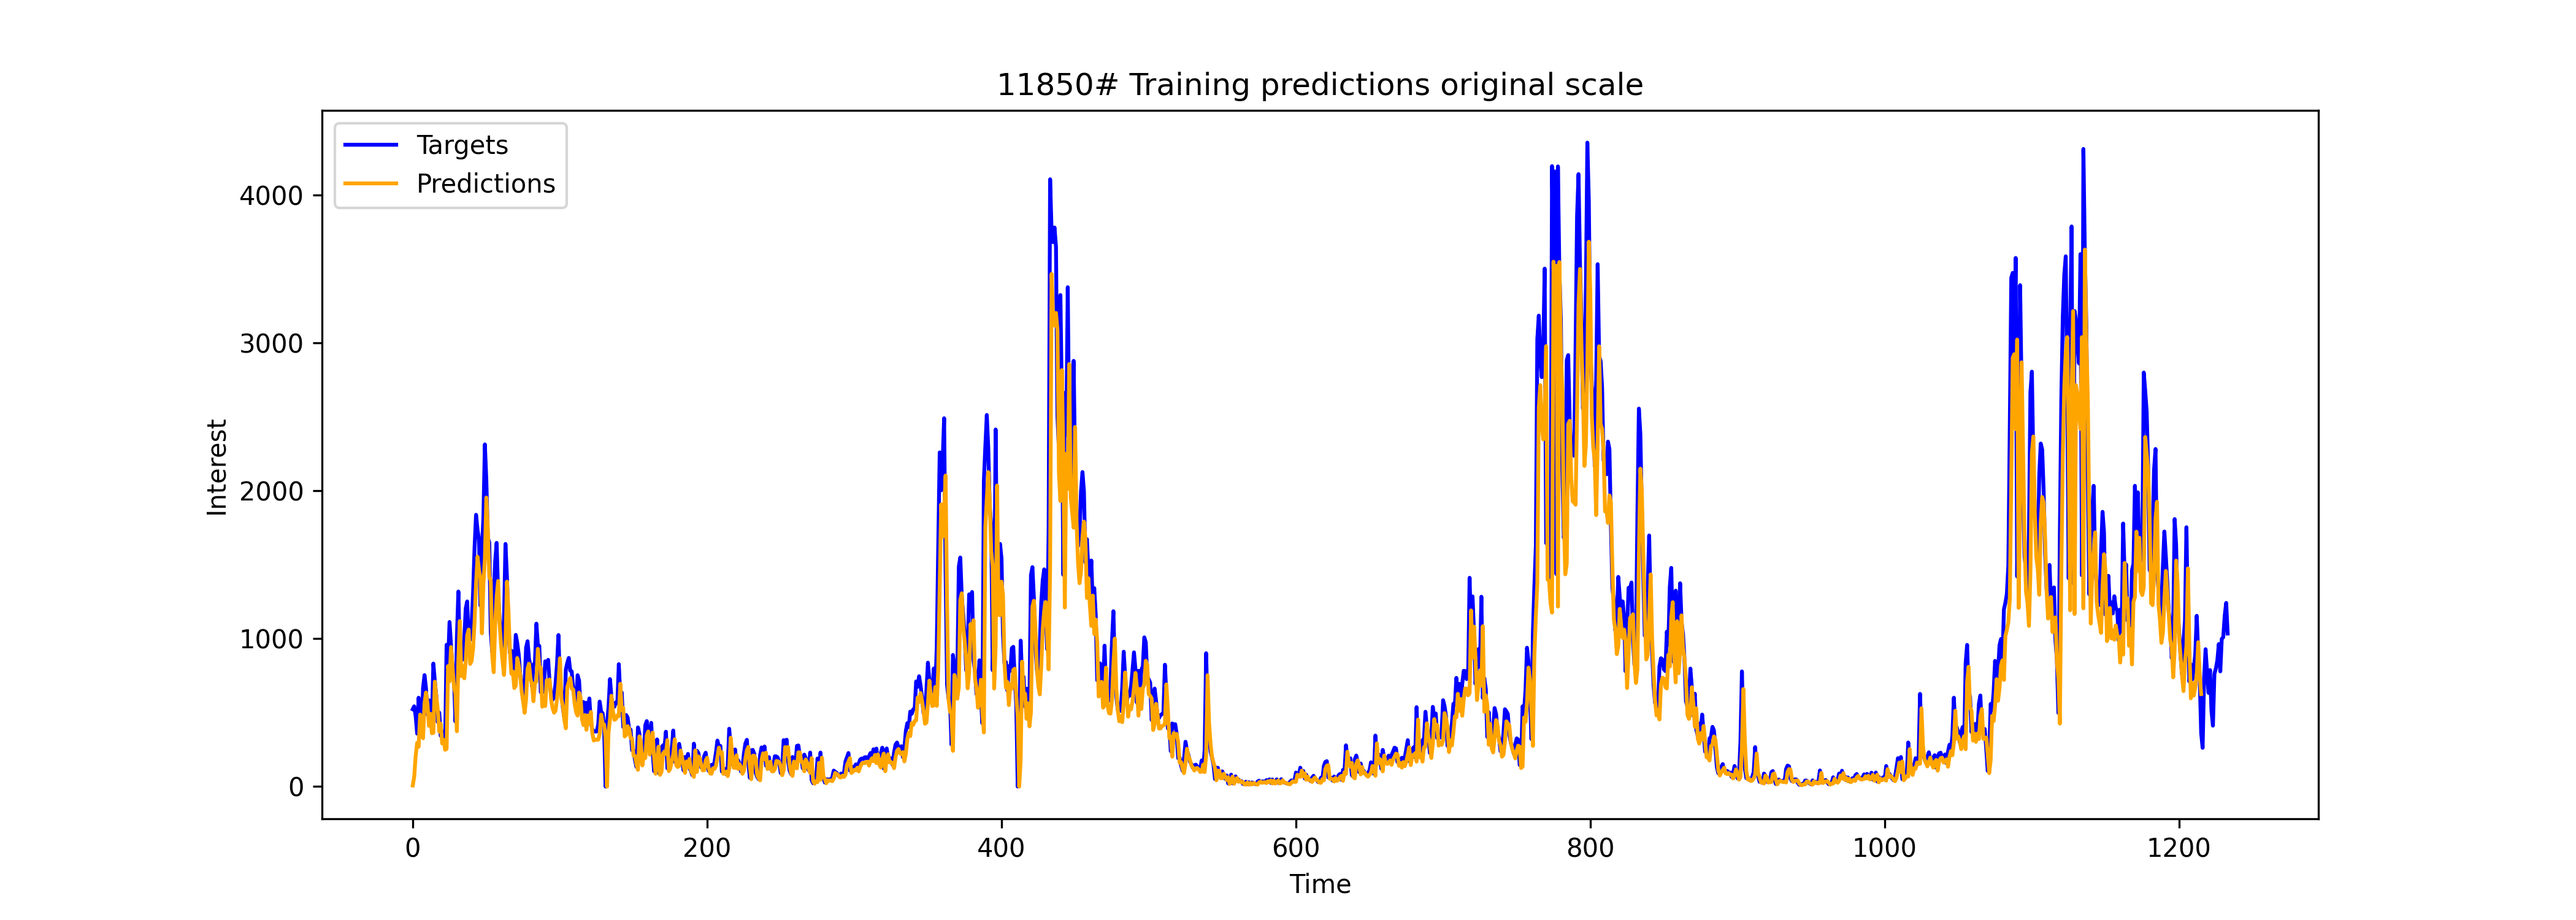 11850# Training predictions original scale
Targets
Predictions
4000
3000
2000
1000
0
Interest
0 200 400 600 800 1000 1200
Time